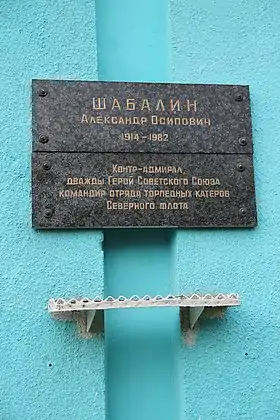 ШАБАЛИН
АЛЕКСАНДР ОСИПОВИЧ
1914-1982
КОНТР-АДМИРАЛ
ДВАЖДЫ ГЕРОЙ СОВЕТСКОГО СОЮЗА
КОМАНДИР ОТРЯДА ТОРПЕДНЫХ КАТЕРОВ
СЕВЕРНОГО ФЛОТА